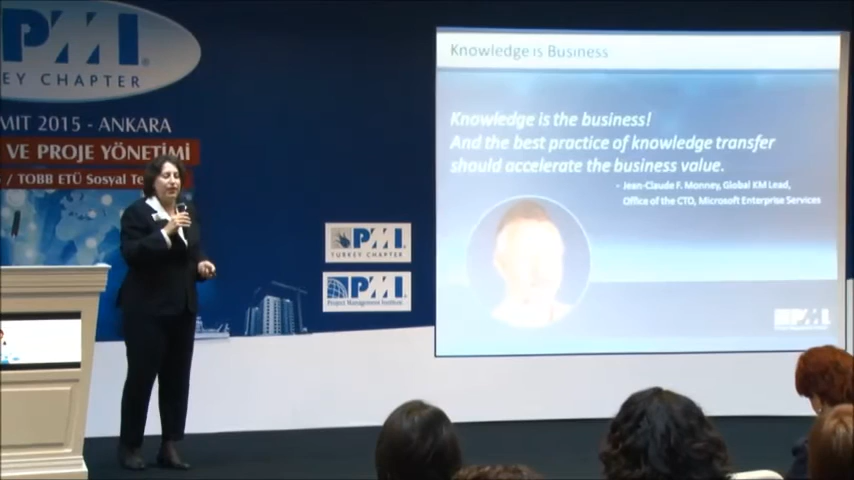 PMI®
EY CHAPTER
MIT 2015 - ANKARA
VE PROJE YÖNETİMİ
/ TOBB ETÜ Sosyal Te
PMI®
TURKEY CHAPTER
PMI®
Project Management Institute
Knowledge is Business
Knowledge is the business!
And the best practice of knowledge transfer
should accelerate the business value.
- Jean-Claude F. Monney, Global KM Lead,
Office of the CTO, Microsoft Enterprise Services
PMI